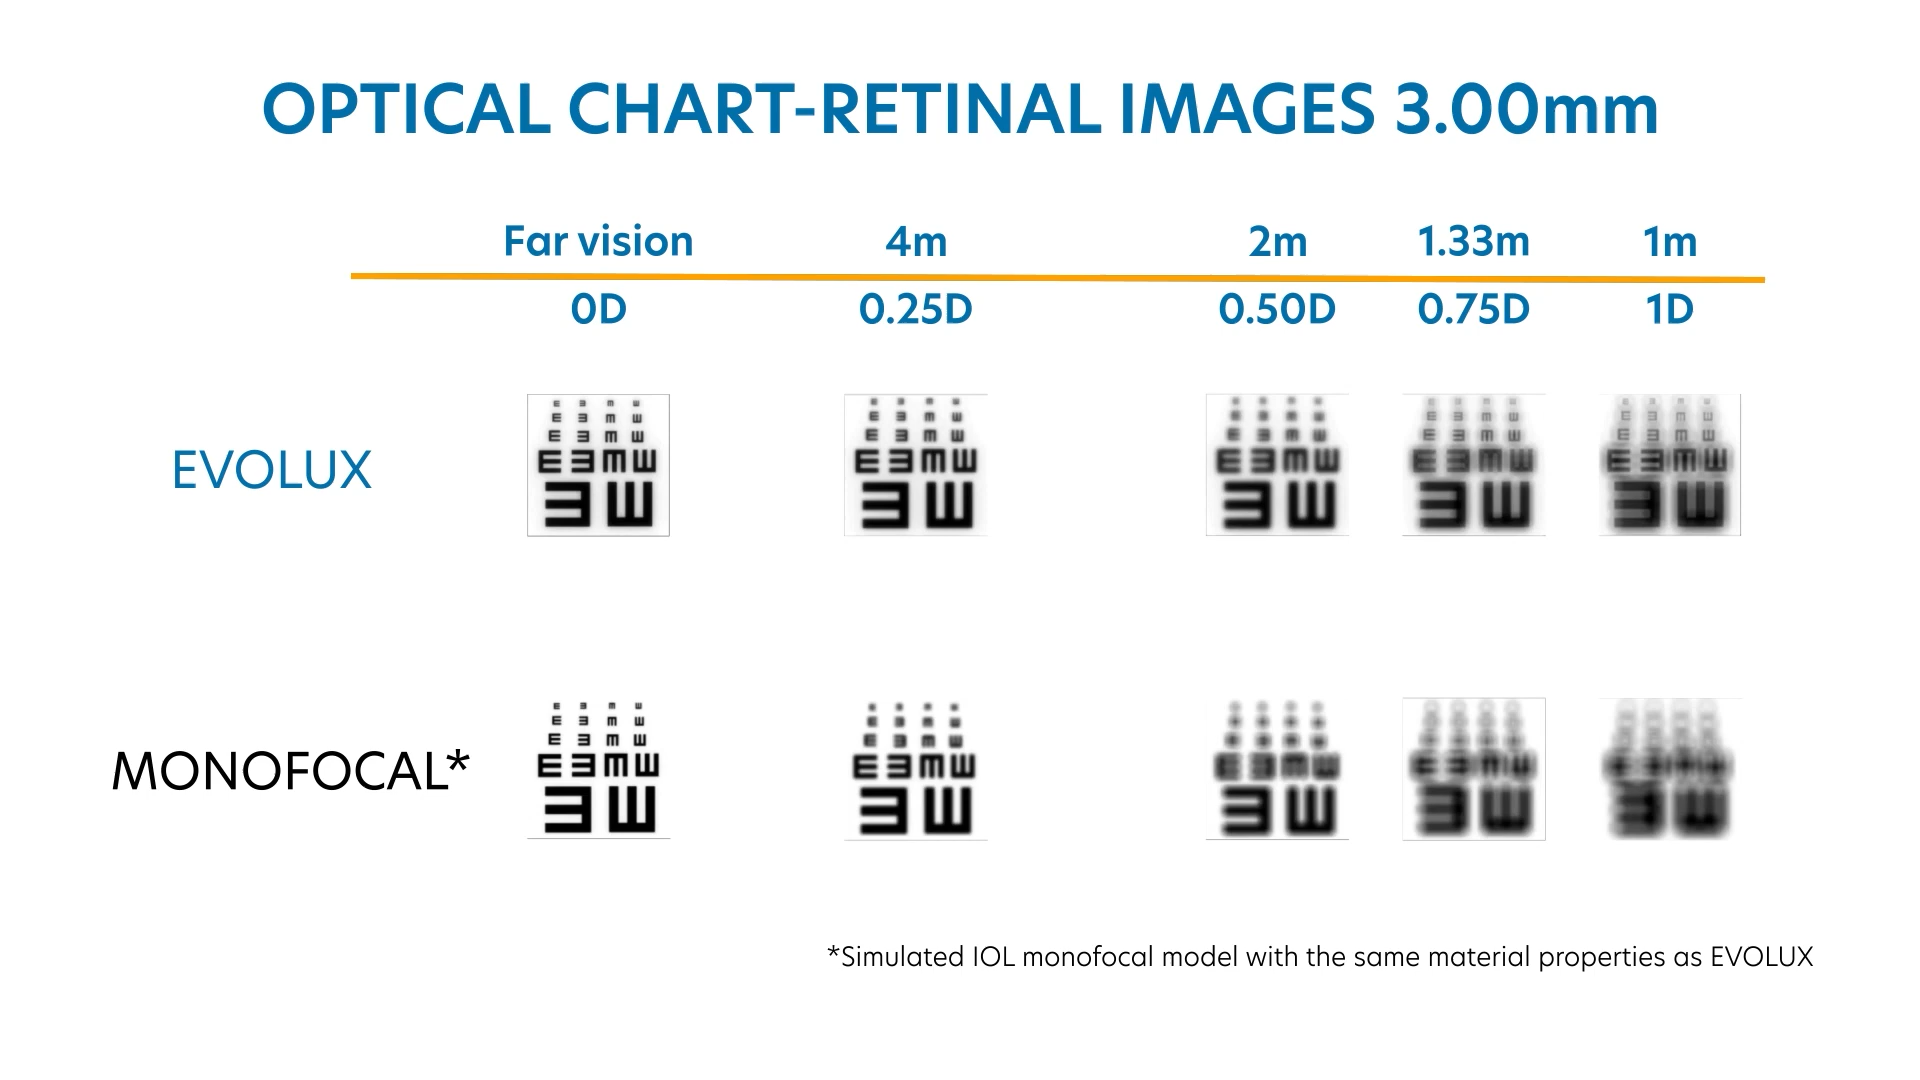 OPTICAL CHART-RETINAL IMAGES 3.00mm
Far vision 4m 2m 1.33m 1m
0D 0.25D 0.50D 0.75D 1D
EVOLUX
MONOFOCAL*
*Simulated IOL monofocal model with the same material properties as EVOLUX